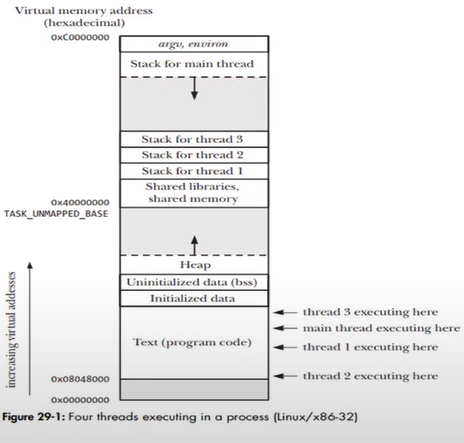 Virtual memory address
(hexadecimal)
0xC0000000
argv, environ
Stack for main thread
Stack for thread 3
Stack for thread 2
Stack for thread 1
Shared libraries,
shared memory
0x40000000
TASK_UNMAPPED_BASE
Heap
Uninitialized data (bss)
Initialized data
thread 3 executing here
main thread executing here
Text (program code)
thread 1 executing here
thread 2 executing here
increasing virtual addesses
0x08048000
0x00000000
Figure 29-1: Four threads executing in a process (Linux/x86-32)